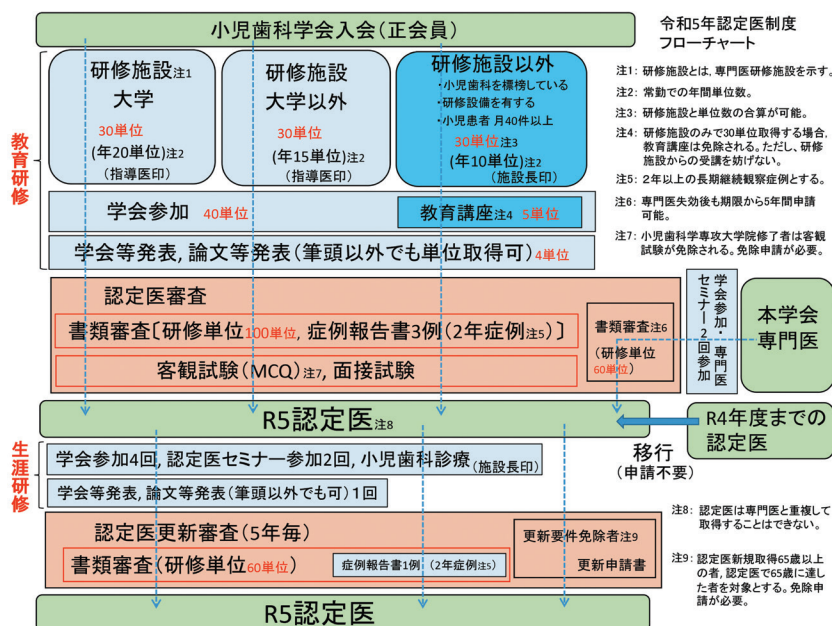 小児歯科学会入会(正会員)
令和5年認定医制度
フローチャート
教育研修
研修施設注1
大学
30単位
(年20単位)注2
(指導医印)
研修施設
大学以外
30単位
(年15単位)注2
(指導医印)
研修施設以外
・小児歯科を標榜している
・研修設備を有する
・小児患者 月40件以上
30単位注3
(年10単位)注2
(施設長印)
学会参加 40単位
教育講座注4 5単位
学会等発表, 論文等発表(筆頭以外でも単位取得可)4単位
注1: 研修施設とは, 専門医研修施設を示す。
注2: 常勤での年間単位数。
注3: 研修施設と単位数の合算が可能。
注4: 研修施設のみで30単位取得する場合,
教育講座は免除される。ただし, 研修
施設からの受講を妨げない。
注5: 2年以上の長期継続観察症例とする。
注6: 専門医失効後も期限から5年間申請
可能。
注7: 小児歯科学専攻大学院修了者は客観
試験が免除される。免除申請が必要。
認定医審査
書類審査〔研修単位100単位, 症例報告書3例(2年症例注5)〕
客観試験(MCQ)注7, 面接試験
書類審査注6
(研修単位
60単位)
学会参加・専門医
セミナー2回参加
本学会
専門医
R5認定医注8
R4年度までの
認定医
移行
(申請不要)
生涯研修
学会参加4回, 認定医セミナー参加2回, 小児歯科診療(施設長印)
学会等発表, 論文等発表(筆頭以外でも可)1回
認定医更新審査(5年毎)
書類審査(研修単位60単位)
症例報告書1例 (2年症例注5)
更新要件免除者注9
更新申請書
注8: 認定医は専門医と重複して
取得することはできない。
注9: 認定医新規取得65歳以上
の者, 認定医で65歳に達し
た者を対象とする。免除申
請が必要。
R5認定医